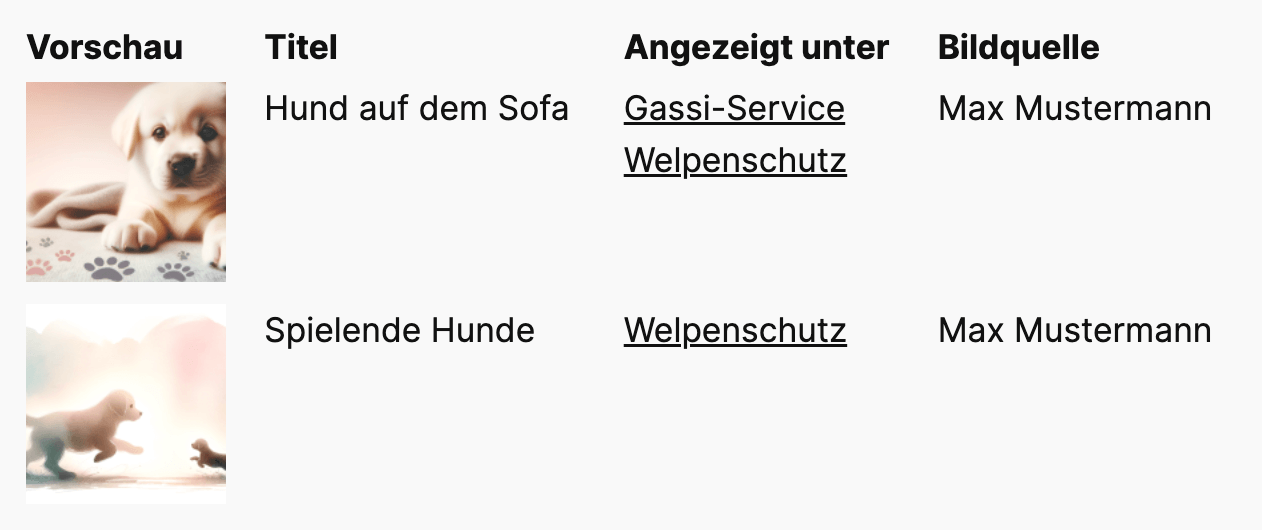 Vorschau Titel Angezeigt unter Bildquelle
Hund auf dem Sofa Gassi-Service Max Mustermann
Welpenschutz
Spielende Hunde Welpenschutz Max Mustermann